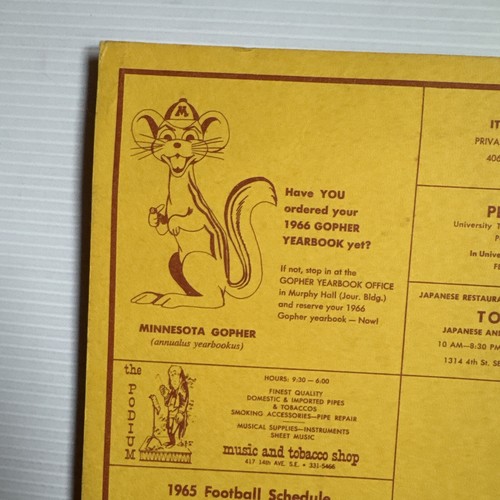 M
Have YOU
ordered your
1966 GOPHER
YEARBOOK yet?
If not, stop in at the
GOPHER YEARBOOK OFFICE
in Murphy Hall (Jour. Bldg.)
and reserve your 1966
Gopher yearbook — Now!
MINNESOTA GOPHER
(annualus yearbookus)
the
PODIUM
HOURS: 9:30 — 6:00
FINEST QUALITY
DOMESTIC & IMPORTED PIPES
& TOBACCOS
SMOKING ACCESSORIES—PIPE REPAIR
MUSICAL SUPPLIES—INSTRUMENTS
SHEET MUSIC
music and tobacco shop
417 14th AVE. S.E. • 331-5466
1965 Football Schedule
IT
PRIVA
406
University T
In Unive
JAPANESE RESTAURA
TO
JAPANESE AN
10 AM–8:30 PM
1314 4th St. SE